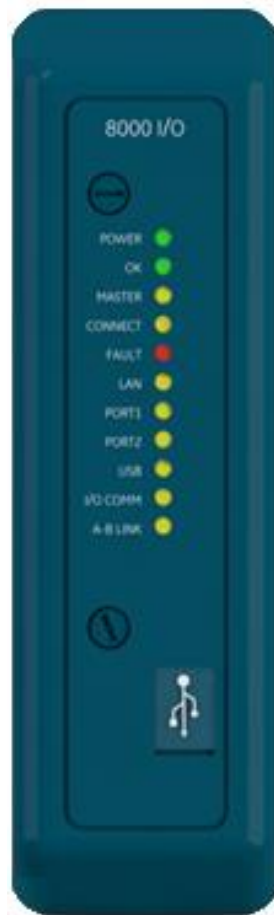 8000 I/O
POWER
OK
MASTER
CONNECT
FAULT
LAN
PORT1
PORT2
USB
I/O COMM
A-B LINK